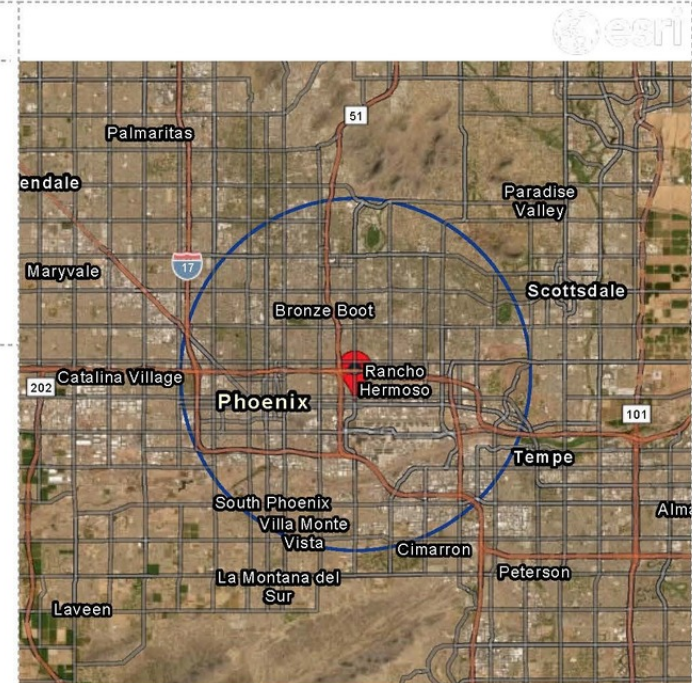 esri
51
Palmaritas
endale
Paradise
Valley
17
Maryvale
Scottsdale
Bronze Boot
Rancho
Hermoso
Catalina Village
202
Phoenix
101
Tempe
South Phoenix
Alma
Villa Monte
Vista
Cimarron
Peterson
La Montana del
Sur
Laveen